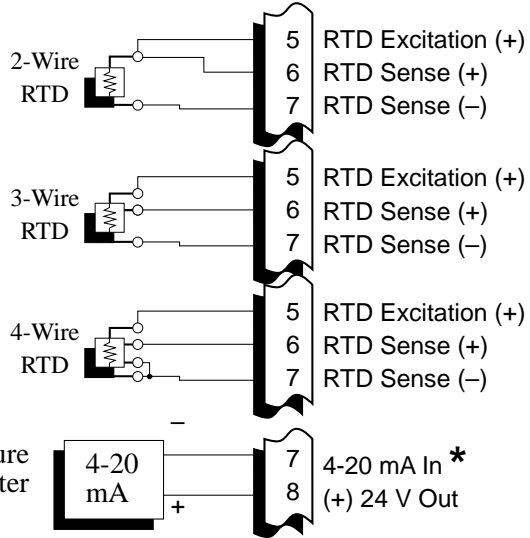 2-Wire RTD
5 RTD Excitation (+)
6 RTD Sense (+)
7 RTD Sense (–)
3-Wire RTD
5 RTD Excitation (+)
6 RTD Sense (+)
7 RTD Sense (–)
4-Wire RTD
5 RTD Excitation (+)
6 RTD Sense (+)
7 RTD Sense (–)
ure
ter
4-20
mA
–
+
7 4-20 mA In *
8 (+) 24 V Out